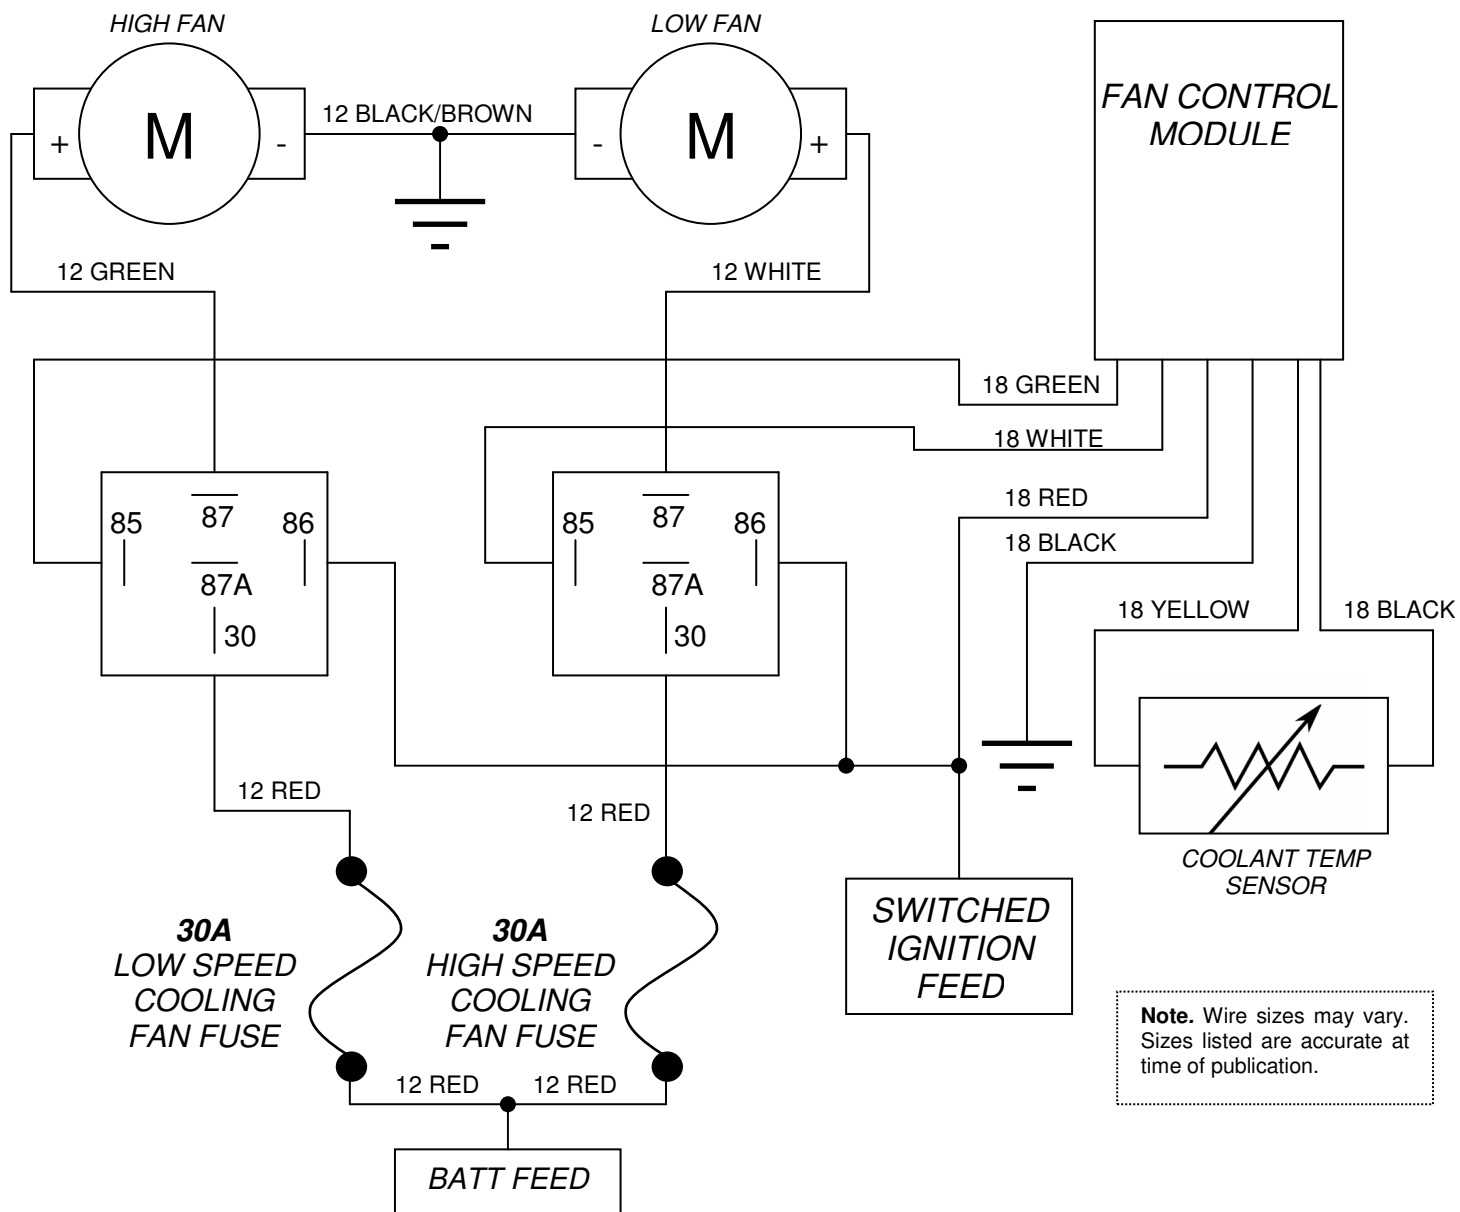 HIGH FAN
LOW FAN
FAN CONTROL
MODULE
M
+
-
12 BLACK/BROWN
M
-
+
12 GREEN
12 WHITE
18 GREEN
18 WHITE
18 RED
18 BLACK
18 YELLOW
18 BLACK
85
87
86
87A
30
85
87
86
87A
30
12 RED
12 RED
COOLANT TEMP
SENSOR
30A
LOW SPEED
COOLING
FAN FUSE
30A
HIGH SPEED
COOLING
FAN FUSE
SWITCHED
IGNITION
FEED
Note. Wire sizes may vary.
Sizes listed are accurate at
time of publication.
12 RED
12 RED
BATT FEED